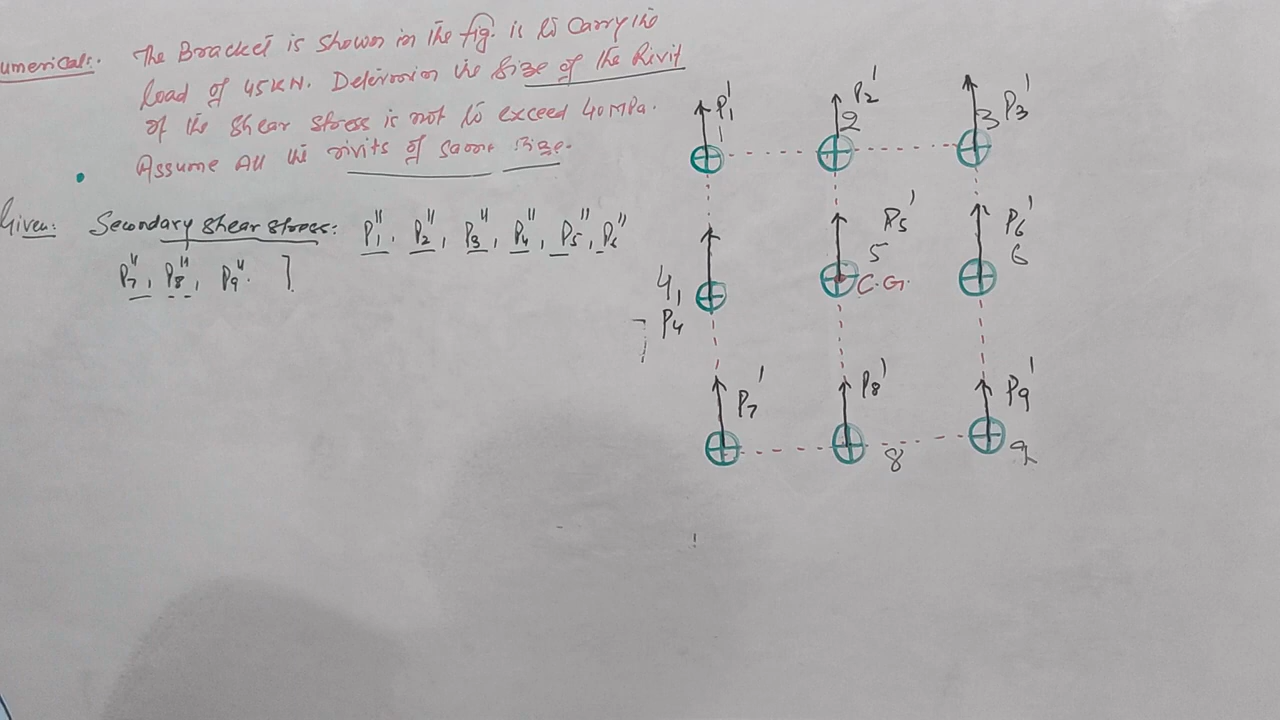 umericals. The Bracket is shown in the fig. is to Carry the
load of 45KN. Determin the size of the Rivit
of the shear stress is not to exceed 40MPa.
Assume All the rivits of same size.
Given: Secondary shear stress: P1", P2", P3", P4", P5", P6"
P7", P8", P9" ]
P1' P2' P3'
1 2 3
P5' P6'
4, 5 6
C.G.
P4
P7' P8' P9'
8 9